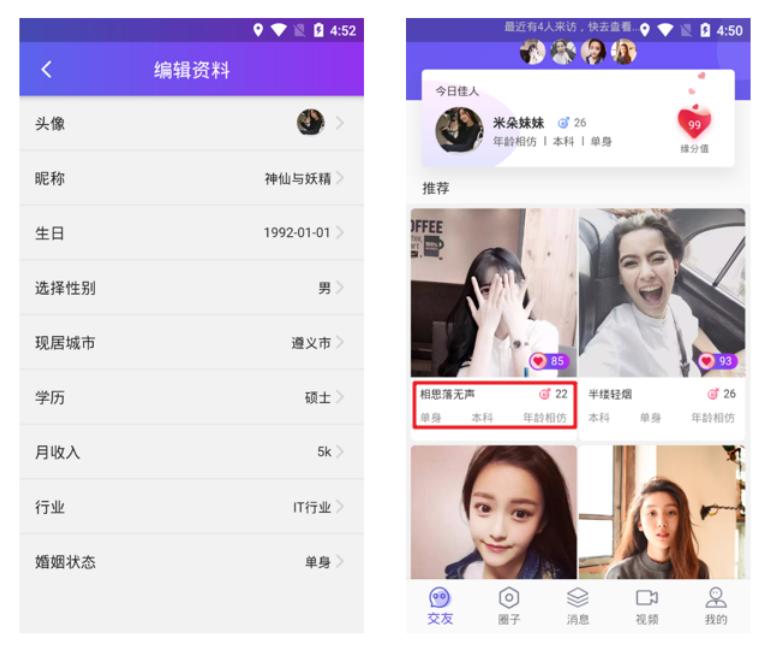 4:52
编辑资料
头像
昵称 神仙与妖精
生日 1992-01-01
选择性别 男
现居城市 遵义市
学历 硕士
月收入 5k
行业 IT行业
婚姻状态 单身
最近有4人来访，快去查看... 4:50
今日佳人
米朵妹妹 26
年龄相仿 | 本科 | 单身
99
缘分值
推荐
OFFEE
85
93
相思落无声 22
单身 本科 年龄相仿
半缕轻烟 26
本科 单身 年龄相仿
交友 圈子 消息 视频 我的